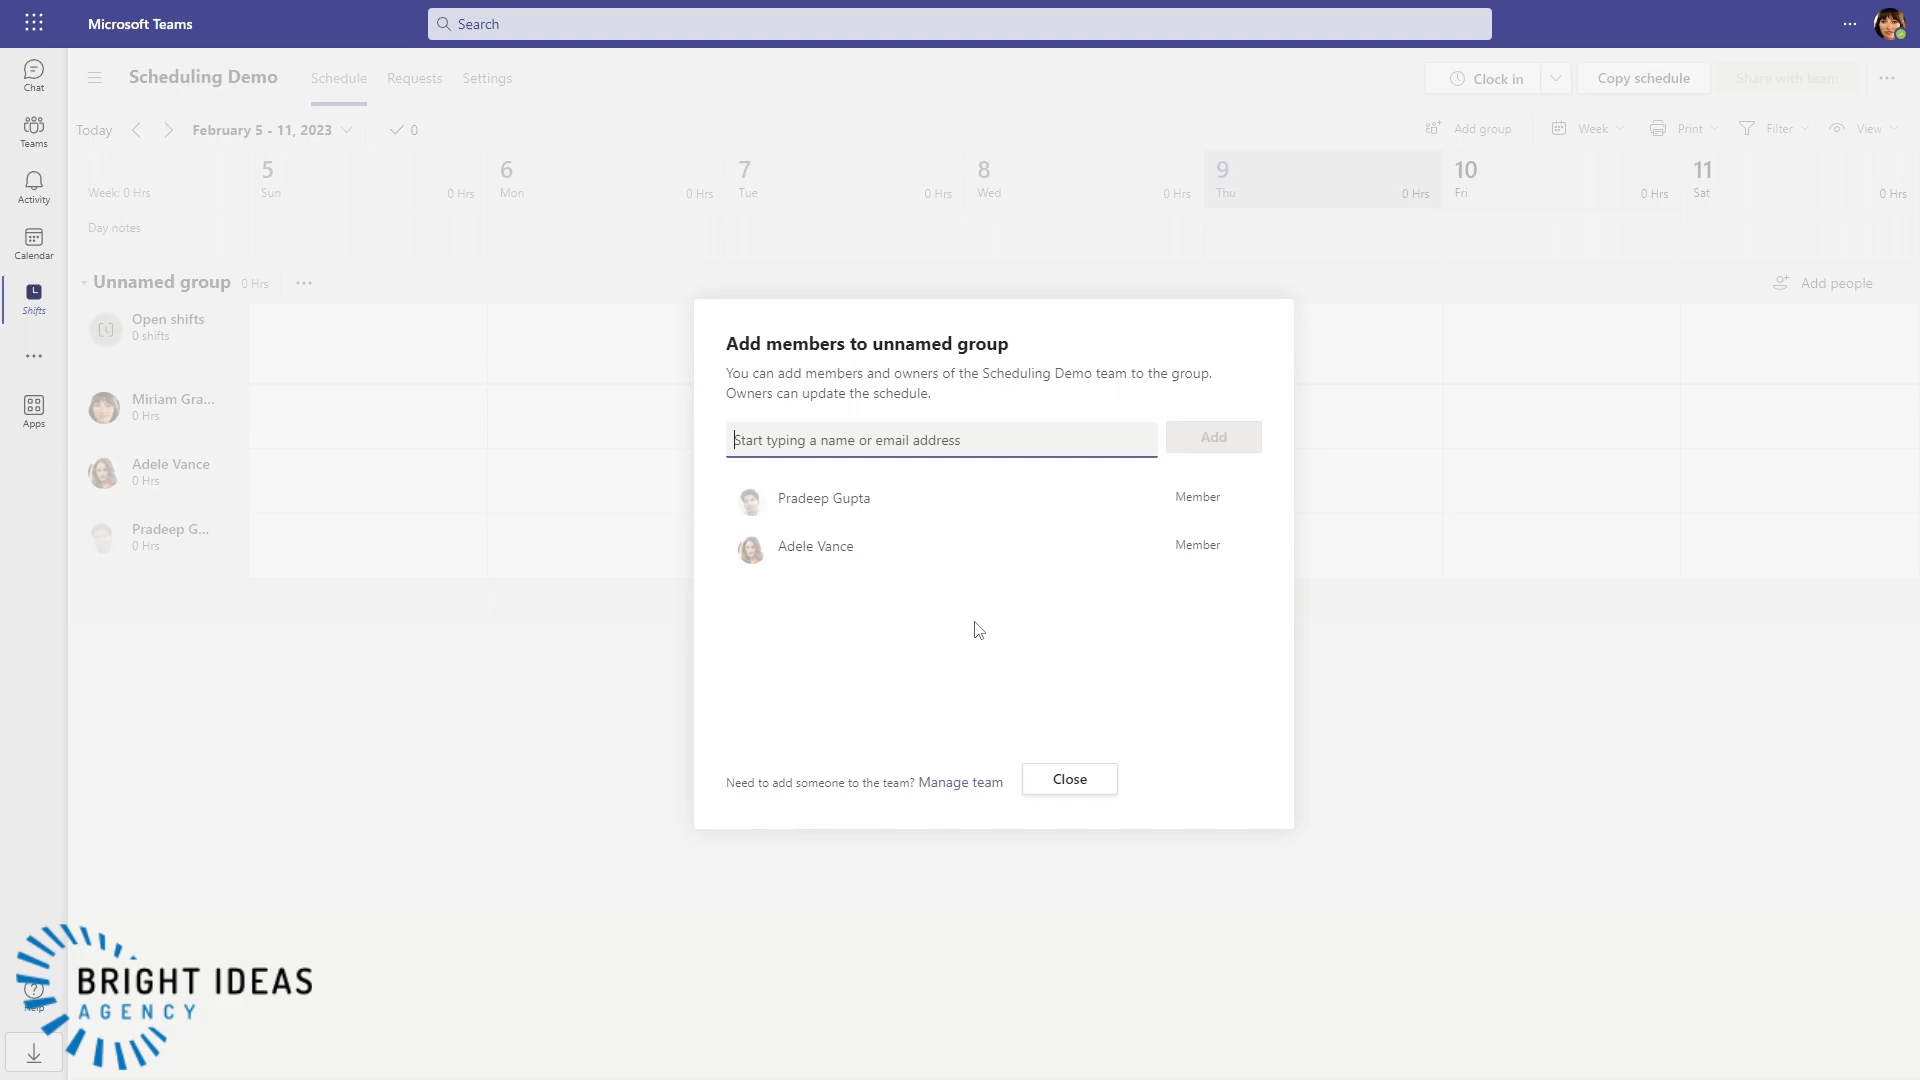 Microsoft Teams
Search
Chat
Teams
Activity
Calendar
Shifts
Apps
Help
Scheduling Demo
Schedule
Requests
Settings
Clock in
Copy schedule
Share with team
Today
February 5 - 11, 2023
0
Add group
Week
Print
Filter
View
Week: 0 Hrs
5
Sun
0 Hrs
6
Mon
0 Hrs
7
Tue
0 Hrs
8
Wed
0 Hrs
9
Thu
0 Hrs
10
Fri
0 Hrs
11
Sat
0 Hrs
Day notes
Unnamed group
0 Hrs
Add people
Open shifts
0 shifts
Miriam Gra...
0 Hrs
Adele Vance
0 Hrs
Pradeep G...
0 Hrs
Add members to unnamed group
You can add members and owners of the Scheduling Demo team to the group.
Owners can update the schedule.
Start typing a name or email address
Add
Pradeep Gupta
Member
Adele Vance
Member
Need to add someone to the team? Manage team
Close
BRIGHT IDEAS
AGENCY